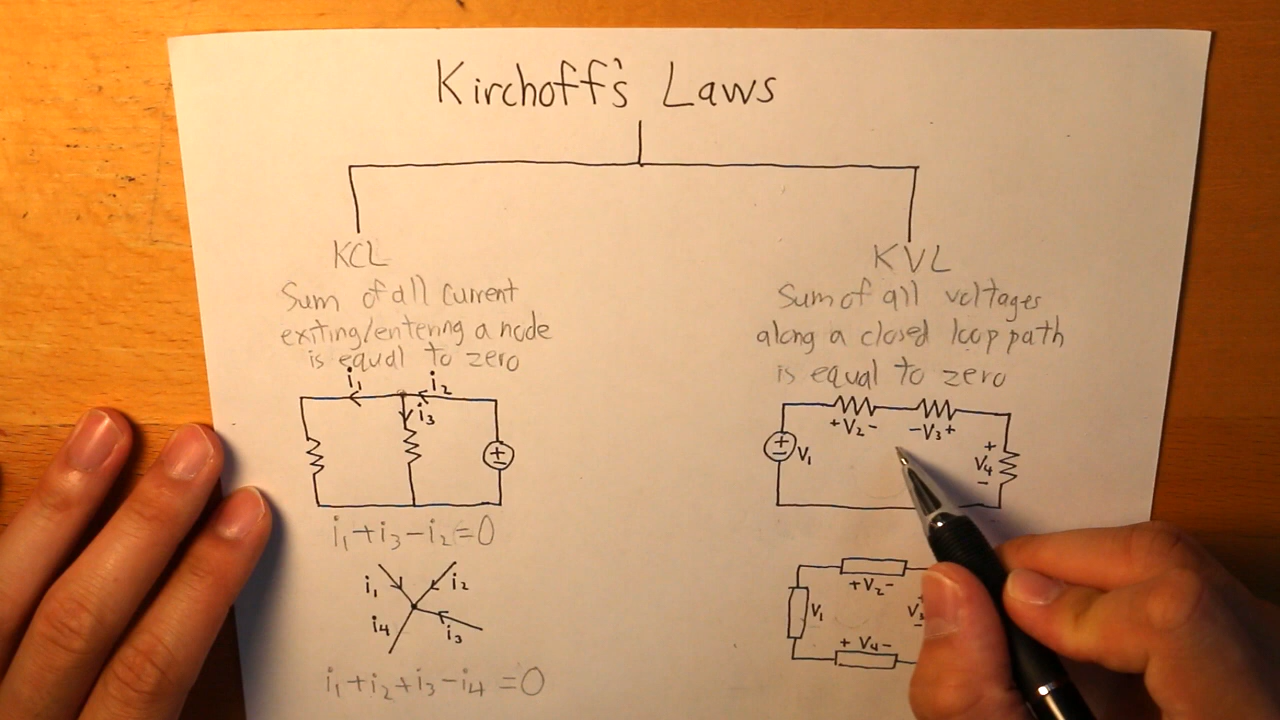 Kirchoff's Laws
KCL
Sum of all current
exiting/entering a node
is equal to zero
i1
i2
i3
+
-
i1+i3-i2=0
i1
i2
i4
i3
i1+i2+i3-i4=0
KVL
Sum of all voltages
along a closed loop path
is equal to zero
+V2-
-V3+
+
-
V1
+
V4
-
+V2-
V1
+V4-